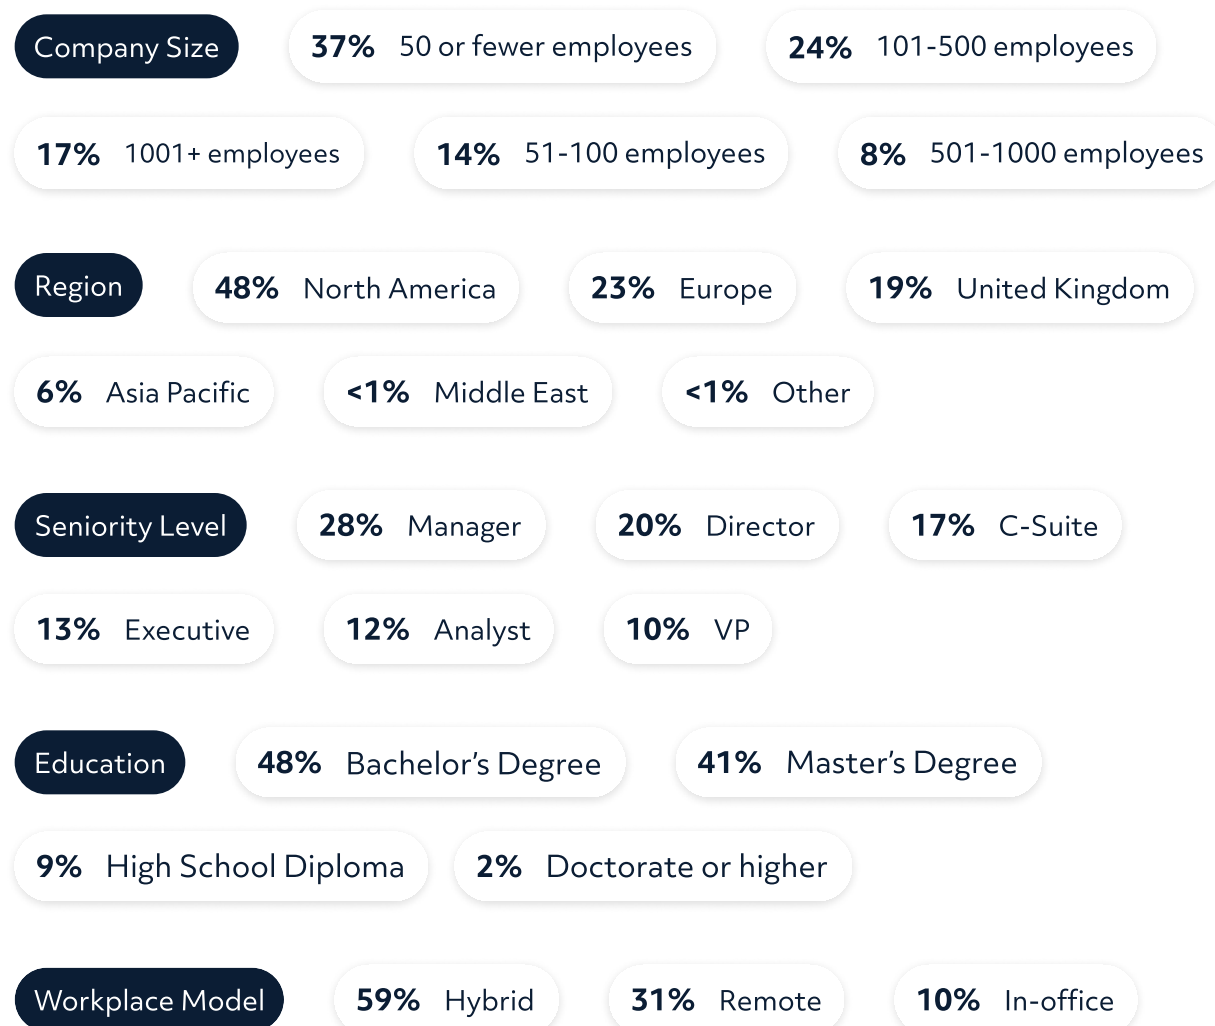 Company Size 37% 50 or fewer employees 24% 101-500 employees
17% 1001+ employees 14% 51-100 employees 8% 501-1000 employees
Region 48% North America 23% Europe 19% United Kingdom
6% Asia Pacific <1% Middle East <1% Other
Seniority Level 28% Manager 20% Director 17% C-Suite
13% Executive 12% Analyst 10% VP
Education 48% Bachelor’s Degree 41% Master’s Degree
9% High School Diploma 2% Doctorate or higher
Workplace Model 59% Hybrid 31% Remote 10% In-office